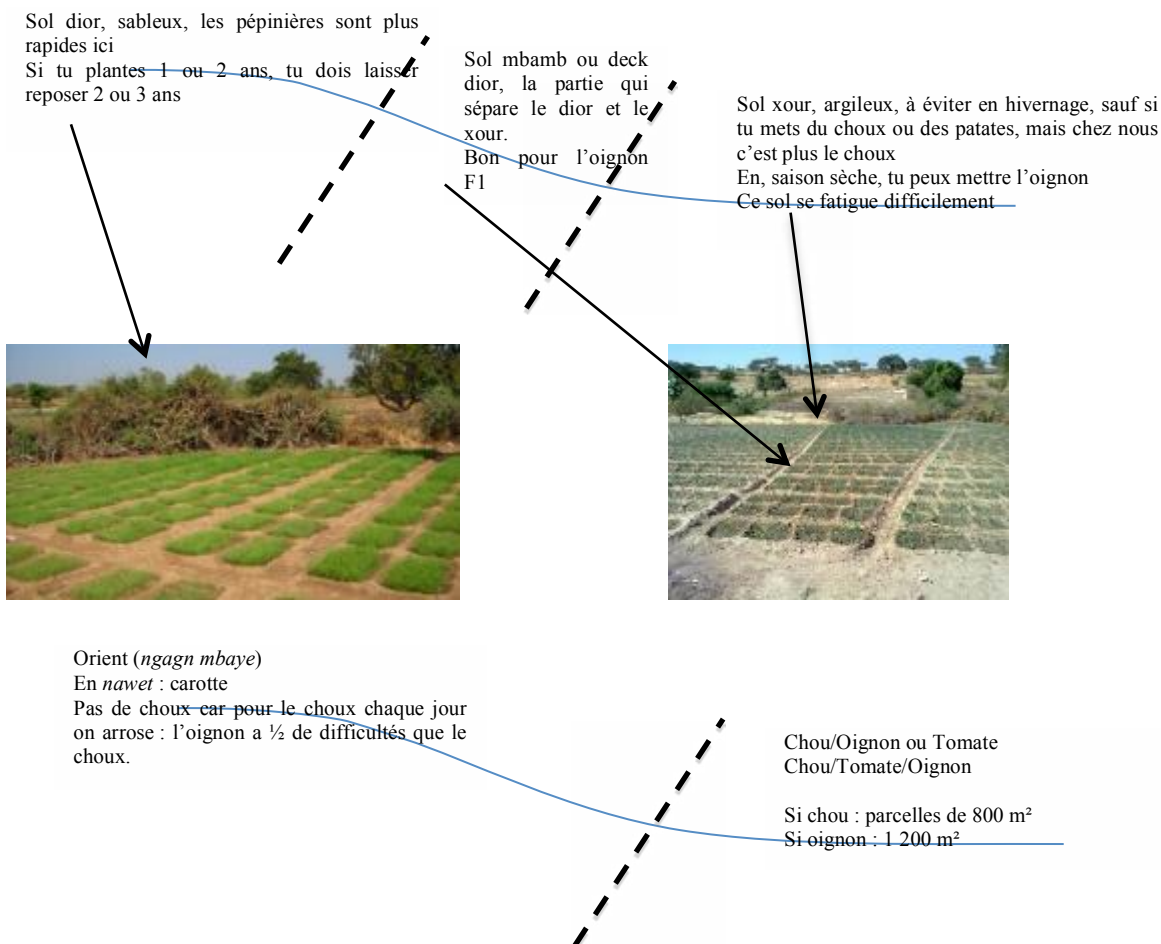 Sol dior, sableux, les pépinières sont plus
rapides ici
Si tu plantes 1 ou 2 ans, tu dois laisser
reposer 2 ou 3 ans
Sol mbamb ou deck
dior, la partie qui
sépare le dior et le
xour.
Bon pour l'oignon
F1
Sol xour, argileux, à éviter en hivernage, sauf si
tu mets du choux ou des patates, mais chez nous
c'est plus le choux
En, saison sèche, tu peux mettre l'oignon
Ce sol se fatigue difficilement
Orient (ngagn mbaye)
En nawet : carotte
Pas de choux car pour le choux chaque jour
on arrose : l'oignon a ½ de difficultés que le
choux.
Chou/Oignon ou Tomate
Chou/Tomate/Oignon
Si chou : parcelles de 800 m²
Si oignon : 1 200 m²